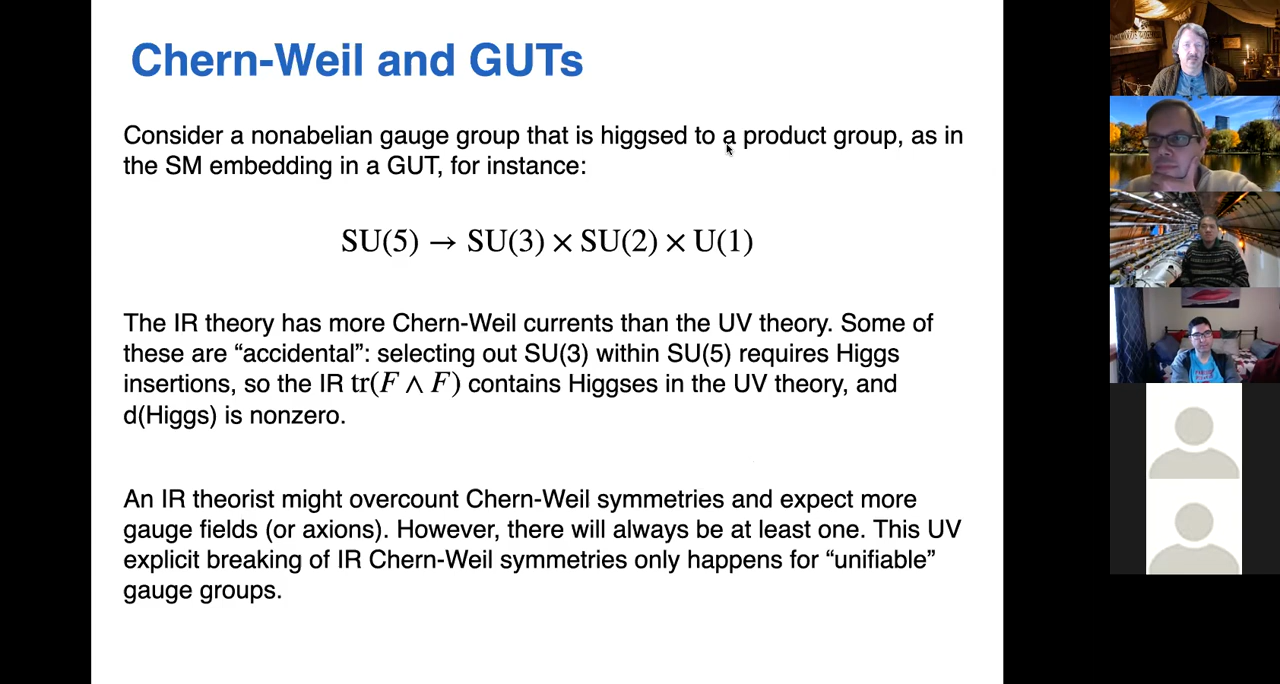 Chern-Weil and GUTs
Consider a nonabelian gauge group that is higgsed to a product group, as in
the SM embedding in a GUT, for instance:
SU(5) → SU(3) × SU(2) × U(1)
The IR theory has more Chern-Weil currents than the UV theory. Some of
these are “accidental”: selecting out SU(3) within SU(5) requires Higgs
insertions, so the IR tr(F ∧ F) contains Higgses in the UV theory, and
d(Higgs) is nonzero.
An IR theorist might overcount Chern-Weil symmetries and expect more
gauge fields (or axions). However, there will always be at least one. This UV
explicit breaking of IR Chern-Weil symmetries only happens for “unifiable”
gauge groups.